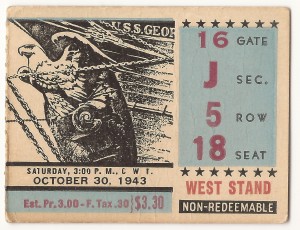 U.S.S. GEO
SATURDAY, 3:00 P. M., C W T.
OCTOBER 30, 1943
Est. Pr. 3.00 - F. Tax .30 $3.30
16 GATE
J SEC.
5 ROW
18 SEAT
WEST STAND
NON-REDEEMABLE